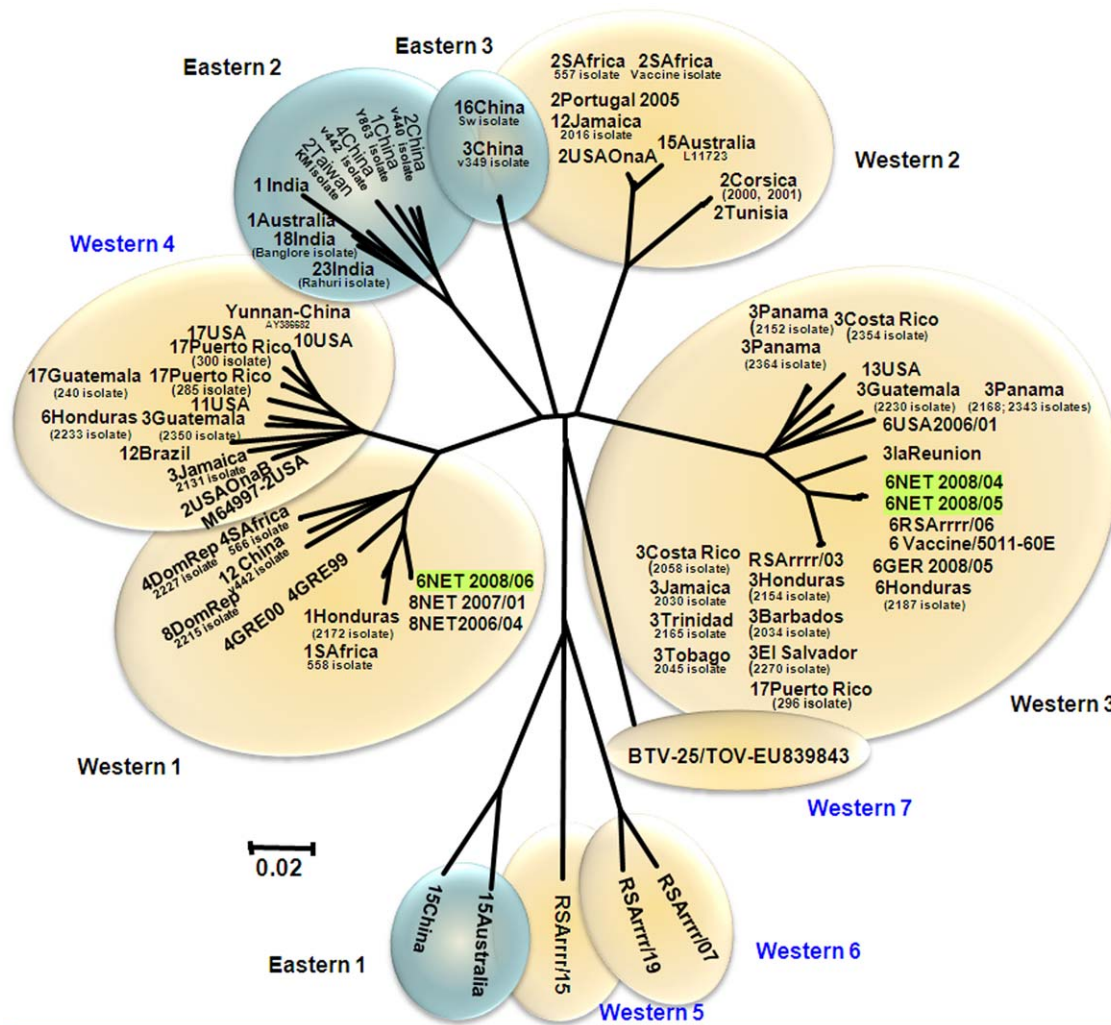 Eastern 3
Eastern 2
2SAfrica 2SAfrica
557 isolate Vaccine isolate
16China
Sw isolate
2Portugal 2005
12Jamaica
2016 isolate
3China
v349 isolate
2USAOnaA
15Australia
L11723
Western 2
2Corsica
(2000, 2001)
2Tunisia
2China
v440 isolate
1China
Y863 isolate
4China
v442 isolate
2Taiwan
KM isolate
1 India
1Australia
18India
(Banglore isolate)
23India
(Rahuri isolate)
Western 4
Yunnan-China
AY386682
17USA
10USA
17Puerto Rico
(300 isolate)
17Guatemala
(240 isolate)
17Puerto Rico
(285 isolate)
11USA
6Honduras
(2233 isolate)
3Guatemala
(2350 isolate)
12Brazil
3Jamaica
2131 isolate
2USAOnaB
M64997-2USA
3Panama
(2152 isolate)
3Costa Rico
(2354 isolate)
3Panama
(2364 isolate)
13USA
3Guatemala
(2230 isolate)
3Panama
(2168; 2343 isolates)
6USA2006/01
3laReunion
6NET 2008/04
6NET 2008/05
6RSArrrr/06
6 Vaccine/5011-60E
6GER 2008/05
6Honduras
(2187 isolate)
3Costa Rico
(2058 isolate)
RSArrrr/03
3Jamaica
2030 isolate
3Honduras
(2154 isolate)
3Trinidad
2165 isolate
3Barbados
(2034 isolate)
3Tobago
2045 isolate
3El Salvador
(2270 isolate)
17Puerto Rico
(296 isolate)
Western 3
4SAfrica
566 isolate
4DomRep
2227 isolate
12 China
v442 isolate
8DomRep
2215 isolate
4GRE99
4GRE00
6NET 2008/06
8NET 2007/01
8NET2006/04
1Honduras
(2172 isolate)
1SAfrica
558 isolate
Western 1
BTV-25/TOV-EU839843
Western 7
0.02
15China
15Australia
RSArrrr/15
RSArrrr/19
RSArrrr/07
Eastern 1
Western 6
Western 5